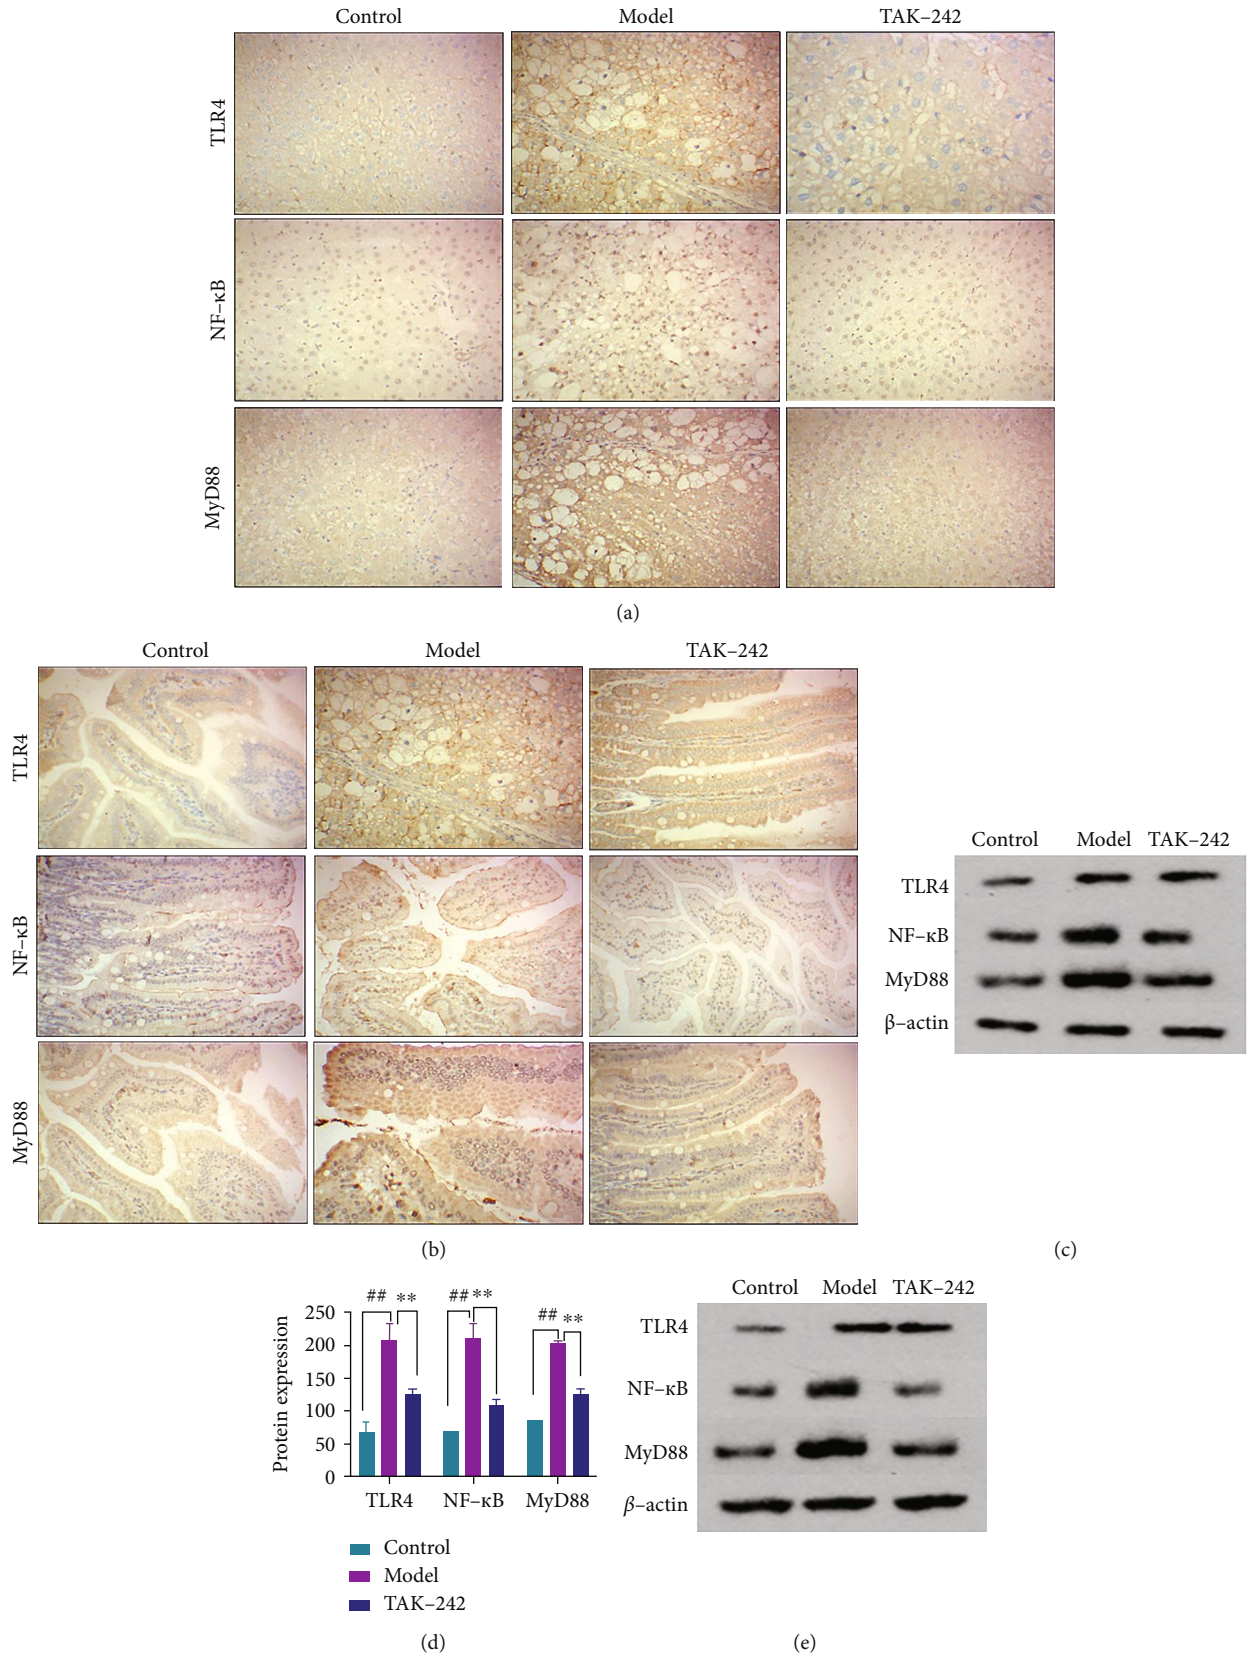 Control Model TAK–242
TLR4
NF–κB
MyD88
(a)
Control Model TAK–242
TLR4
NF–κB
MyD88
(b)
Control Model TAK–242
TLR4
NF–κB
MyD88
β–actin
(c)
Protein expression
250
200
150
100
50
0
## **
## **
## **
TLR4 NF–κB MyD88
Control
Model
TAK–242
(d)
Control Model TAK–242
TLR4
NF–κB
MyD88
β–actin
(e)